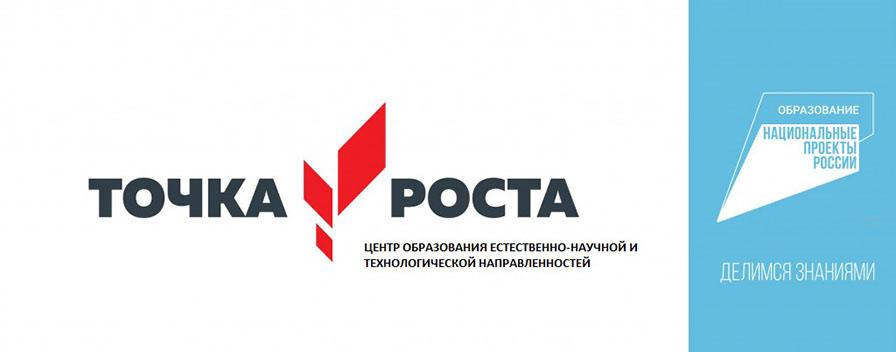 ТОЧКА РОСТА
ЦЕНТР ОБРАЗОВАНИЯ ЕСТЕСТВЕННО-НАУЧНОЙ И
ТЕХНОЛОГИЧЕСКОЙ НАПРАВЛЕННОСТЕЙ
ОБРАЗОВАНИЕ
НАЦИОНАЛЬНЫЕ
ПРОЕКТЫ
РОССИИ
ДЕЛИМСЯ ЗНАНИЯМИ